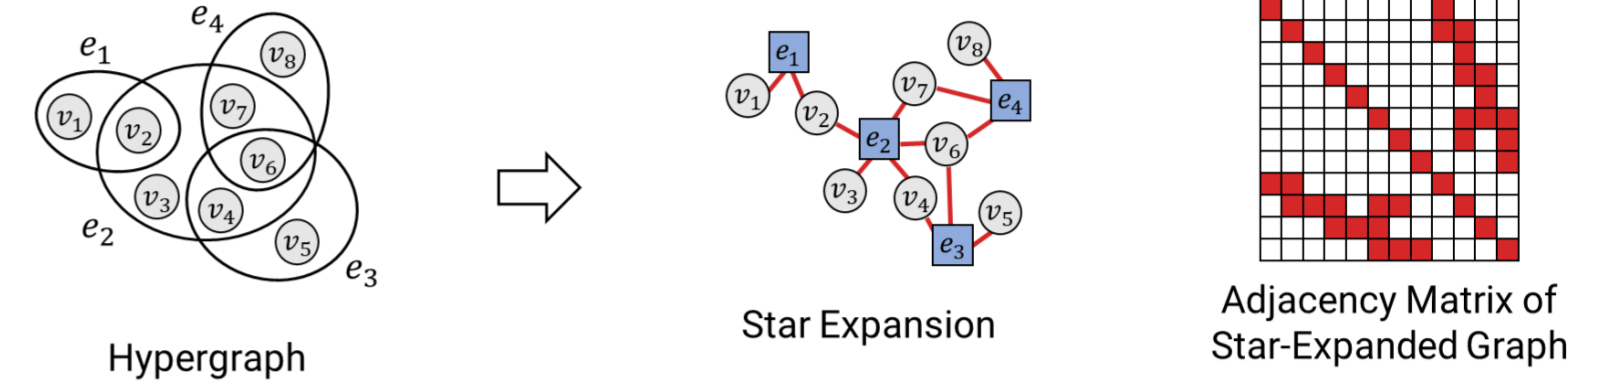 e₄
e₁
v₈
v₇
v₁
v₂
v₆
v₃
v₄
e₂
v₅
e₃
Hypergraph
e₁
v₈
v₁
v₂
v₇
e₄
e₂
v₆
v₃
v₄
v₅
e₃
Star Expansion
Adjacency Matrix of
Star-Expanded Graph